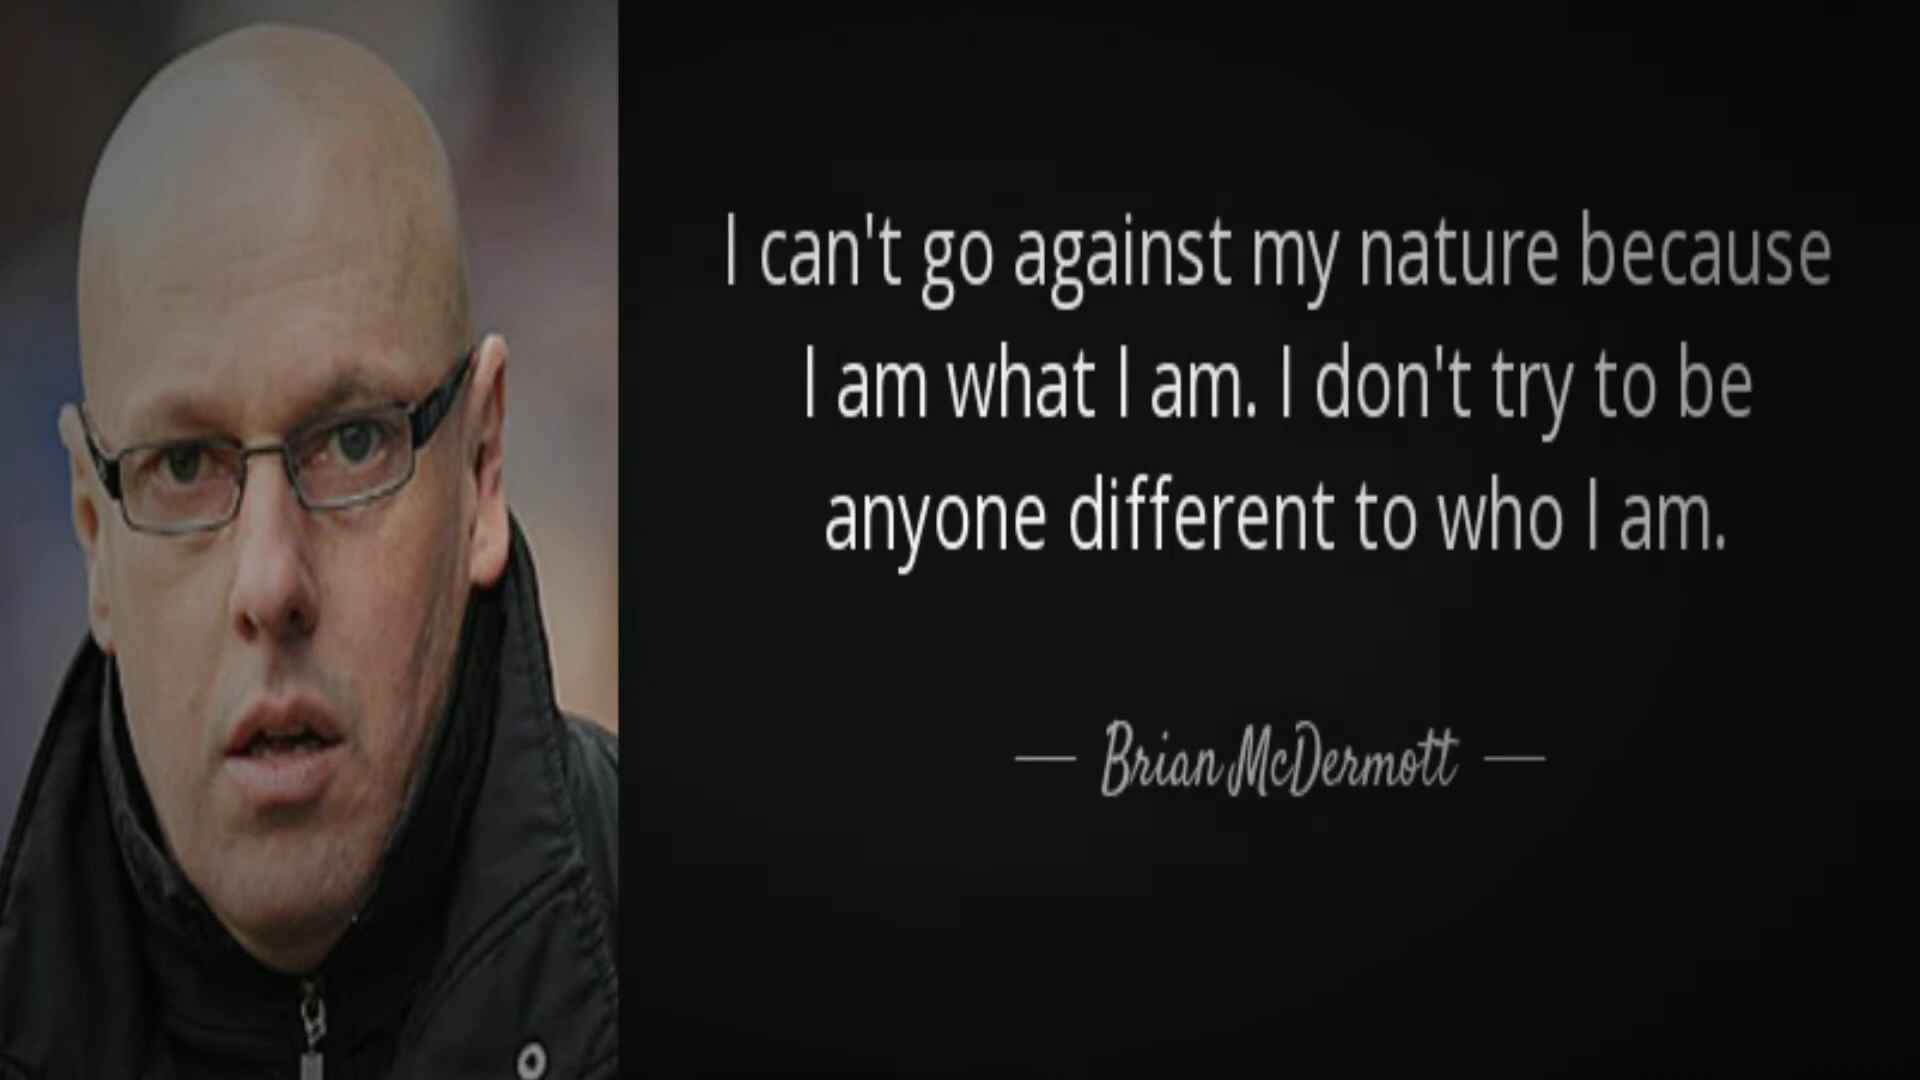 I can't go against my nature because
I am what I am. I don't try to be
anyone different to who I am.
— Brian McDermott —